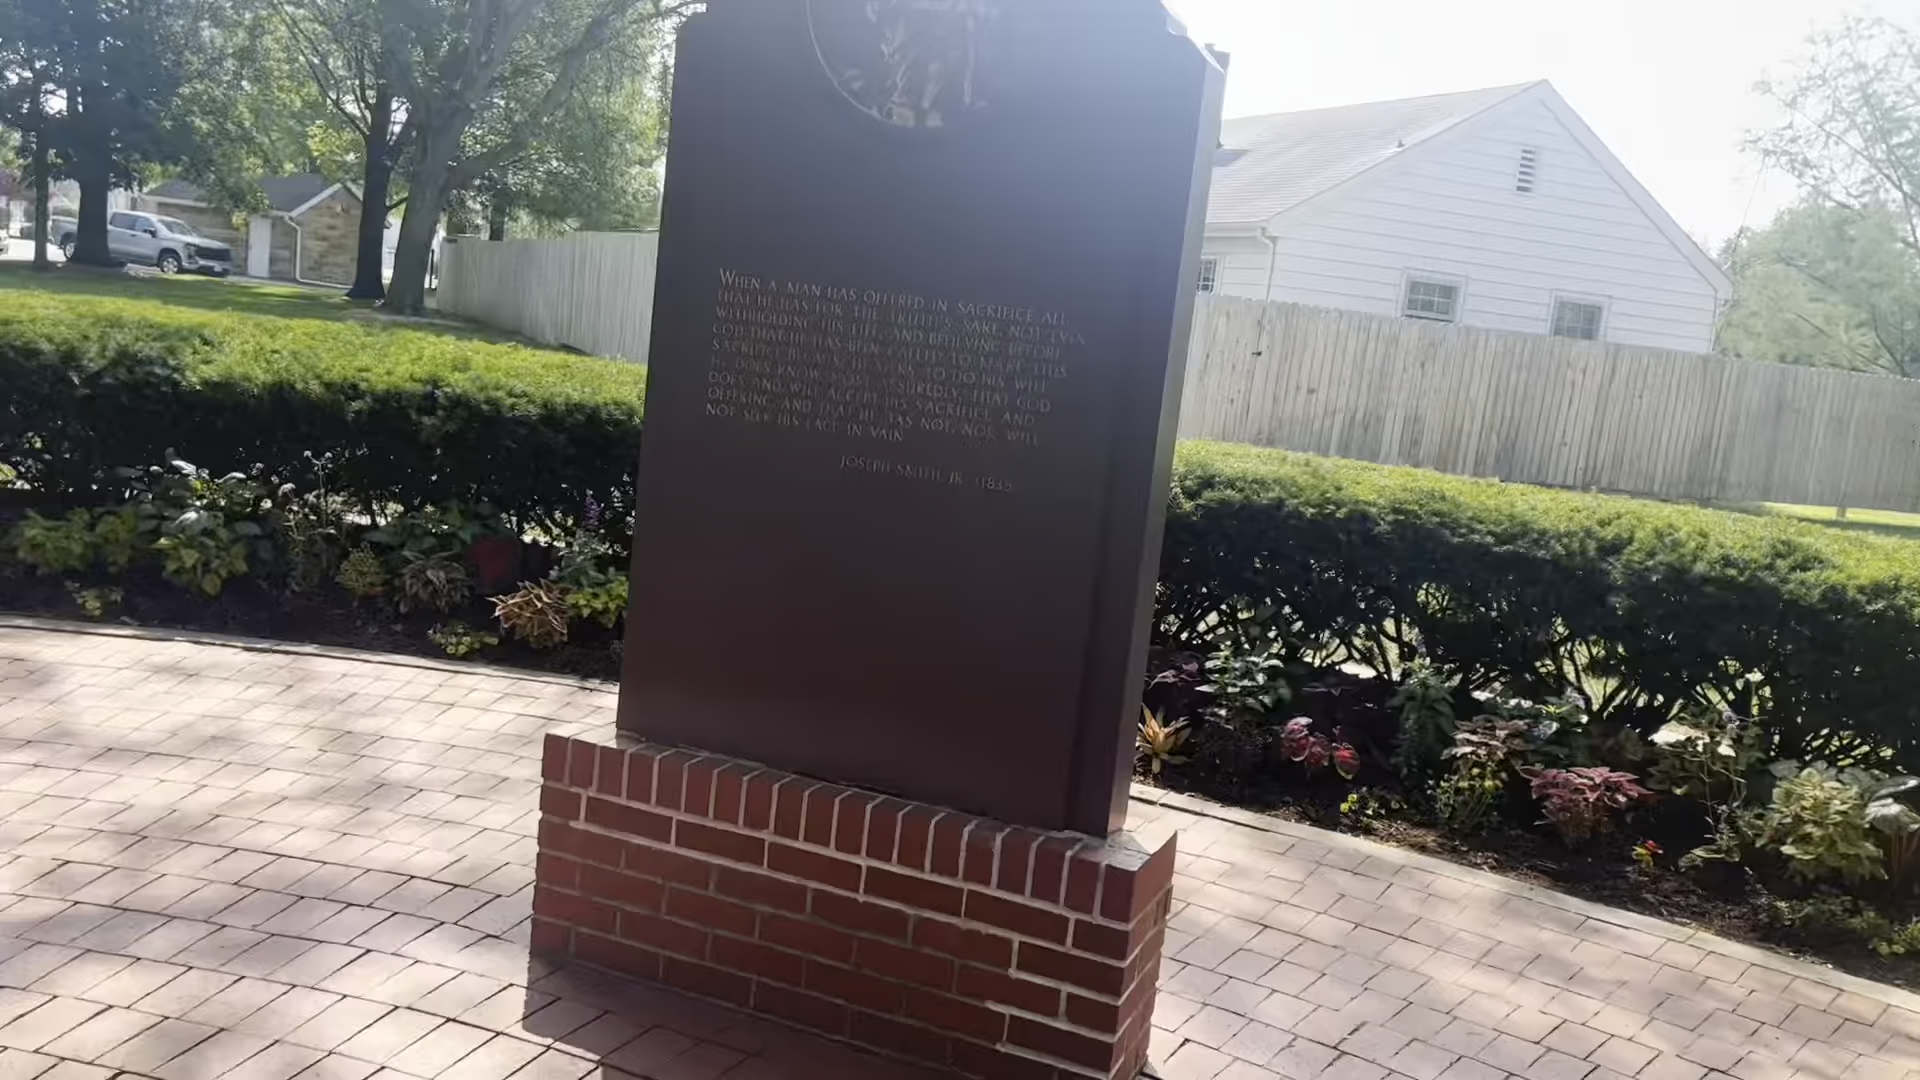 WHEN A MAN HAS OFFERED IN SACRIFICE ALL
THAT HE HAS FOR THE TRUTH'S SAKE, NOT EVEN
WITHHOLDING HIS LIFE, AND BELIEVING BEFORE
GOD THAT HE HAS BEEN CALLED TO MAKE THIS
SACRIFICE BECAUSE HE SEEKS TO DO HIS WILL,
HE DOES KNOW, MOST ASSUREDLY, THAT GOD
DOES AND WILL ACCEPT HIS SACRIFICE AND
OFFERING, AND THAT HE HAS NOT, NOR WILL
NOT SEEK HIS FACE IN VAIN
JOSEPH SMITH, JR. (1835)